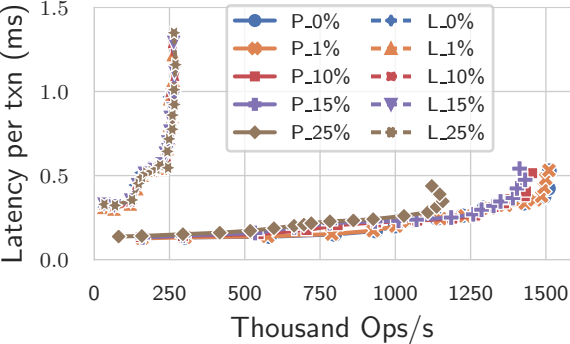 1.5
1.0
0.5
0.0
Latency per txn (ms)
P_0%
P_1%
P_10%
P_15%
P_25%
L_0%
L_1%
L_10%
L_15%
L_25%
0 250 500 750 1000 1250 1500
Thousand Ops/s